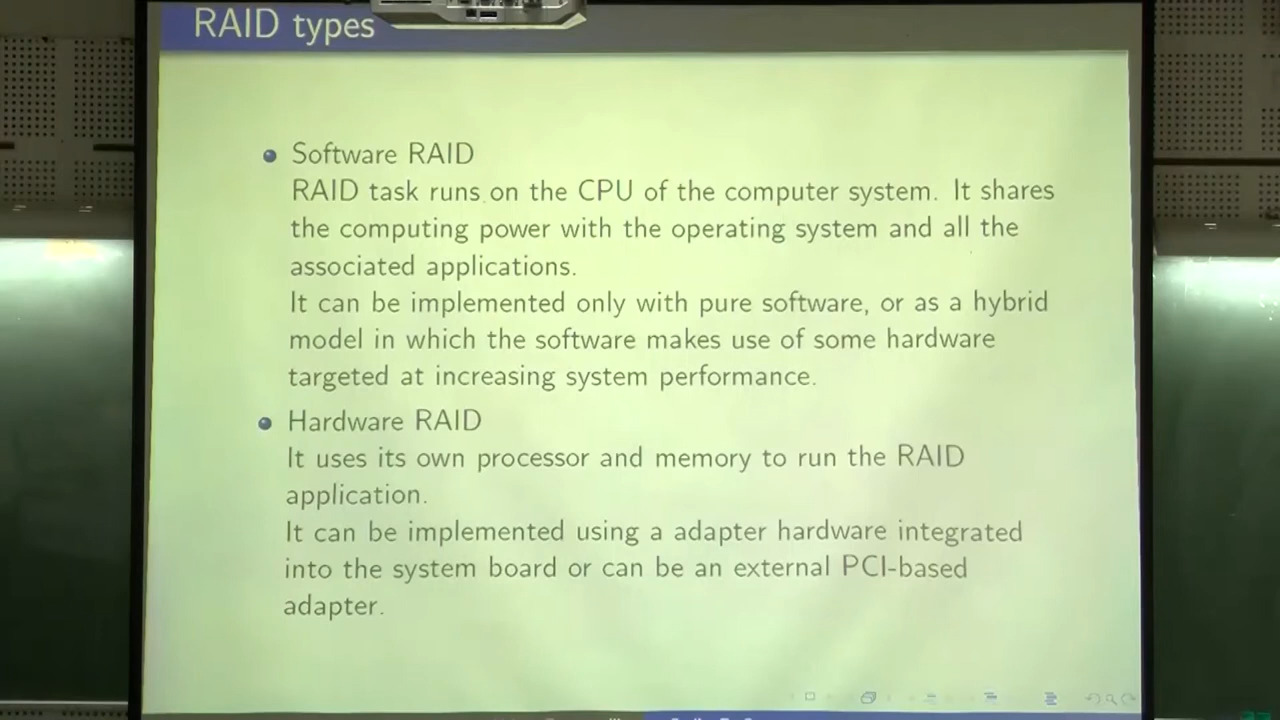 RAID types
Software RAID
RAID task runs on the CPU of the computer system. It shares
the computing power with the operating system and all the
associated applications.
It can be implemented only with pure software, or as a hybrid
model in which the software makes use of some hardware
targeted at increasing system performance.
Hardware RAID
It uses its own processor and memory to run the RAID
application.
It can be implemented using a adapter hardware integrated
into the system board or can be an external PCI-based
adapter.